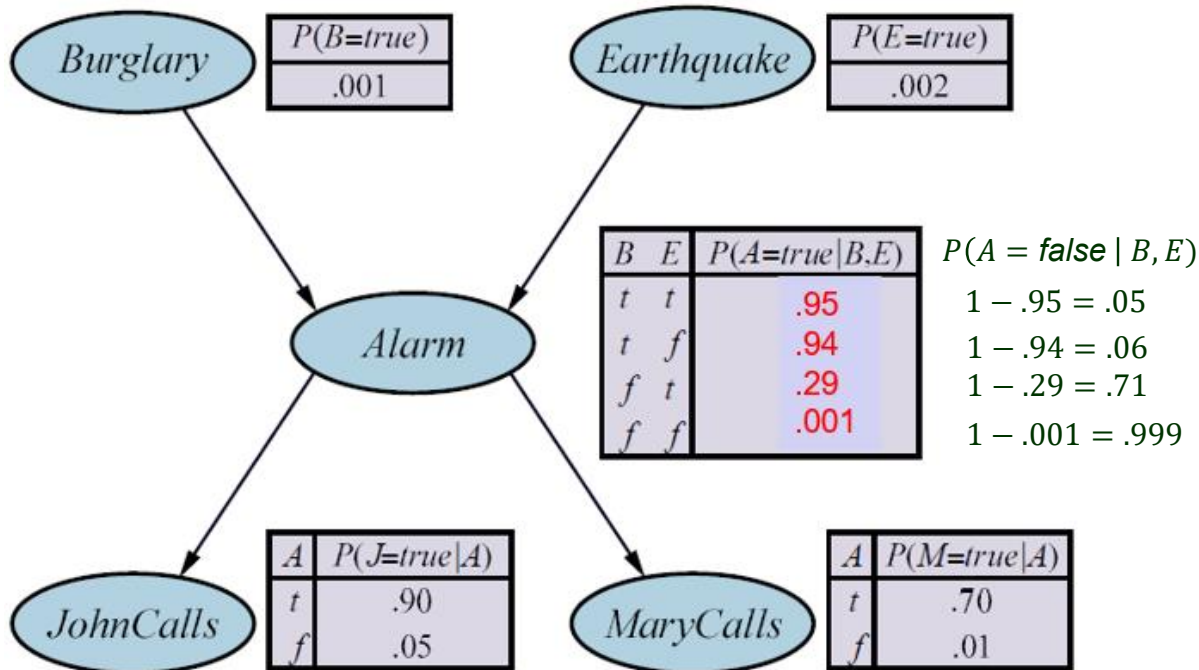 Burglary
P(B=true)
.001
Earthquake
P(E=true)
.002
Alarm
B E P(A=true|B,E)
t t .95
t f .94
f t .29
f f .001
P(A = false | B, E)
1 − .95 = .05
1 − .94 = .06
1 − .29 = .71
1 − .001 = .999
JohnCalls
A P(J=true|A)
t .90
f .05
MaryCalls
A P(M=true|A)
t .70
f .01